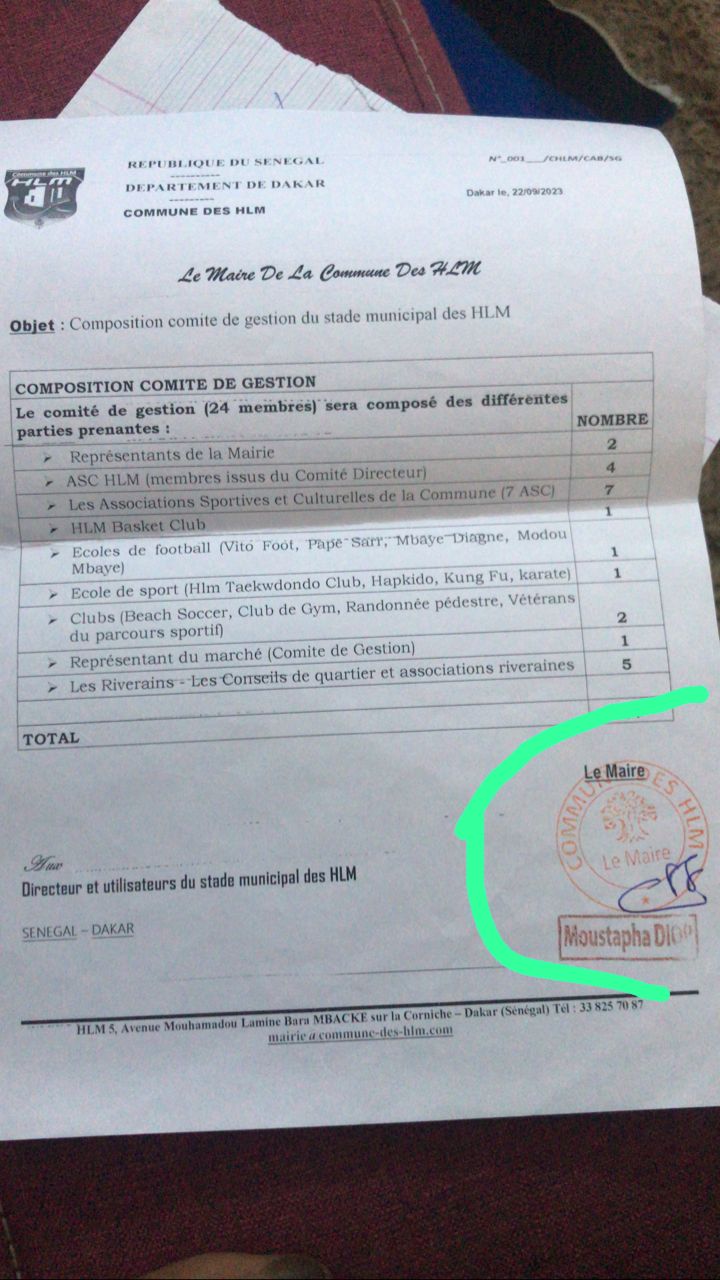 Commune des HLM
HLM
REPUBLIQUE DU SENEGAL
----------
DEPARTEMENT DE DAKAR
---------
COMMUNE DES HLM
N°_001___/CHLM/CAB/SG
Dakar le, 22/09/2023
Le Maire De La Commune Des HLM
Objet : Composition comite de gestion du stade municipal des HLM
COMPOSITION COMITE DE GESTION
Le comité de gestion (24 membres) sera composé des différentes
parties prenantes :
NOMBRE
➢ Représentants de la Mairie 2
➢ ASC HLM (membres issus du Comité Directeur) 4
➢ Les Associations Sportives et Culturelles de la Commune (7 ASC) 7
➢ HLM Basket Club 1
➢ Ecoles de football (Vito Foot, Pape Sarr, Mbaye Diagne, Modou
Mbaye) 1
➢ Ecole de sport (Hlm Taekwdondo Club, Hapkido, Kung Fu, karate) 1
➢ Clubs (Beach Soccer, Club de Gym, Randonnée pédestre, Vétérans
du parcours sportif) 2
➢ Représentant du marché (Comite de Gestion) 1
➢ Les Riverains - Les Conseils de quartier et associations riveraines 5
TOTAL
Le Maire
COMMUNE DES HLM
Le Maire
Moustapha DIOP
Aux
Directeur et utilisateurs du stade municipal des HLM
SENEGAL – DAKAR
HLM 5, Avenue Mouhamadou Lamine Bara MBACKE sur la Corniche – Dakar (Sénégal) Tél : 33 825 70 87
mairie@commune-des-hlm.com